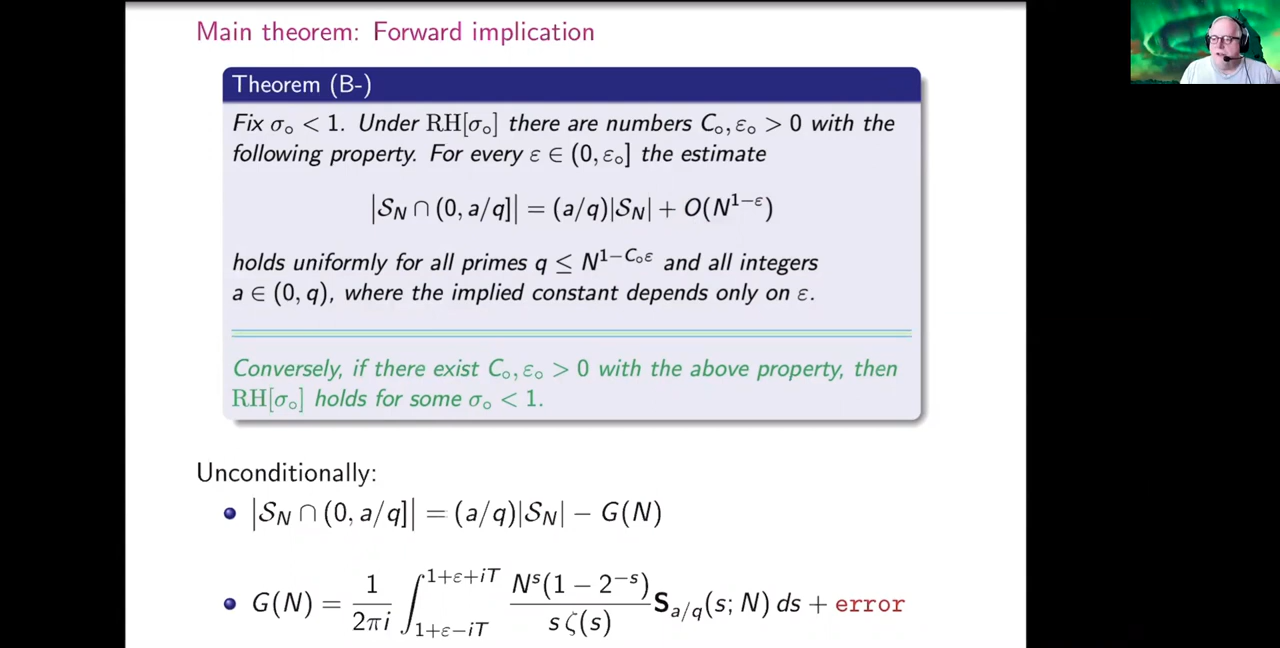 Main theorem: Forward implication
Theorem (B-)
Fix σ∘ < 1. Under RH[σ∘] there are numbers C∘, ε∘ > 0 with the
following property. For every ε ∈ (0, ε∘] the estimate
|𝒮_N ∩ (0, a/q]| = (a/q)|𝒮_N| + O(N^{1−ε})
holds uniformly for all primes q ≤ N^{1−C∘ε} and all integers
a ∈ (0, q), where the implied constant depends only on ε.
Conversely, if there exist C∘, ε∘ > 0 with the above property, then
RH[σ∘] holds for some σ∘ < 1.
Unconditionally:
|𝒮_N ∩ (0, a/q]| = (a/q)|𝒮_N| − G(N)
G(N) = \frac{1}{2πi} ∫_{1+ε−iT}^{1+ε+iT} \frac{N^s(1 − 2^{−s})}{s ζ(s)} S_{a/q}(s; N) ds + error